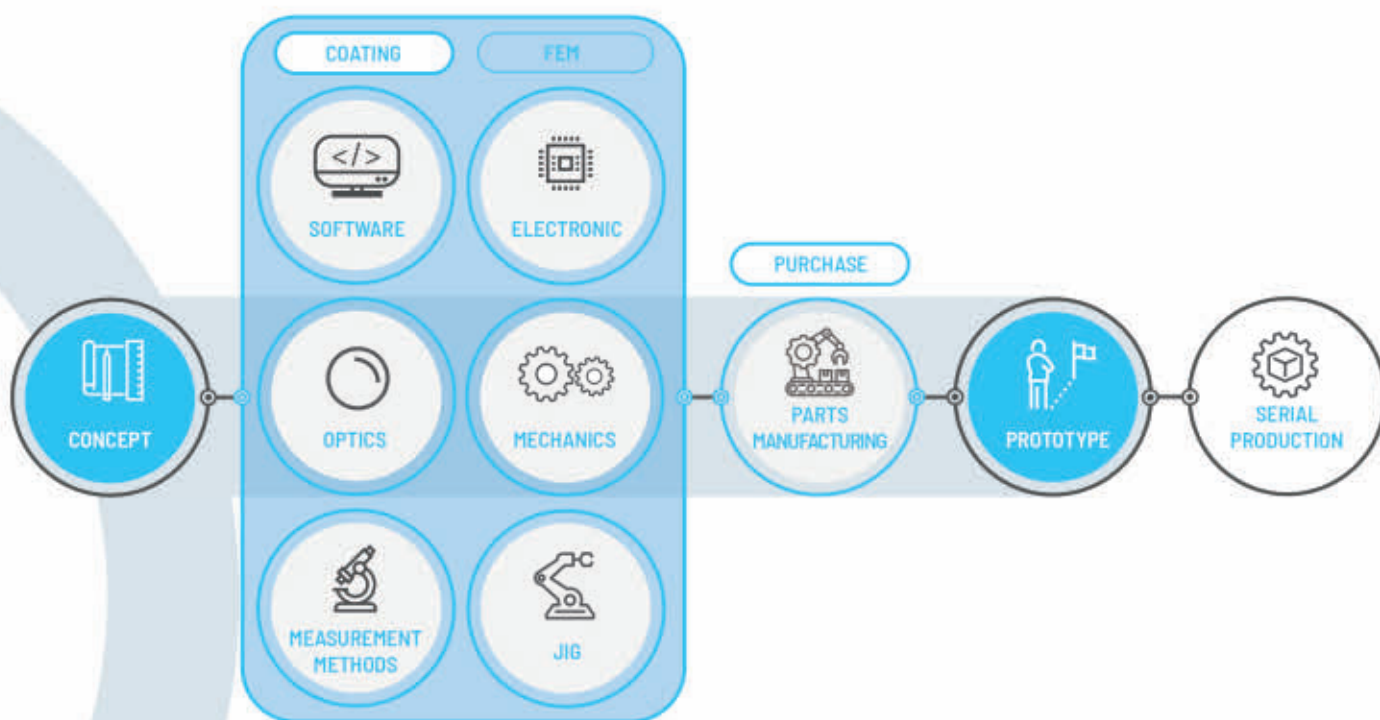 COATING
FEM
</>
SOFTWARE
ELECTRONIC
PURCHASE
CONCEPT
OPTICS
MECHANICS
PARTS
MANUFACTURING
PROTOTYPE
SERIAL
PRODUCTION
MEASUREMENT
METHODS
JIG